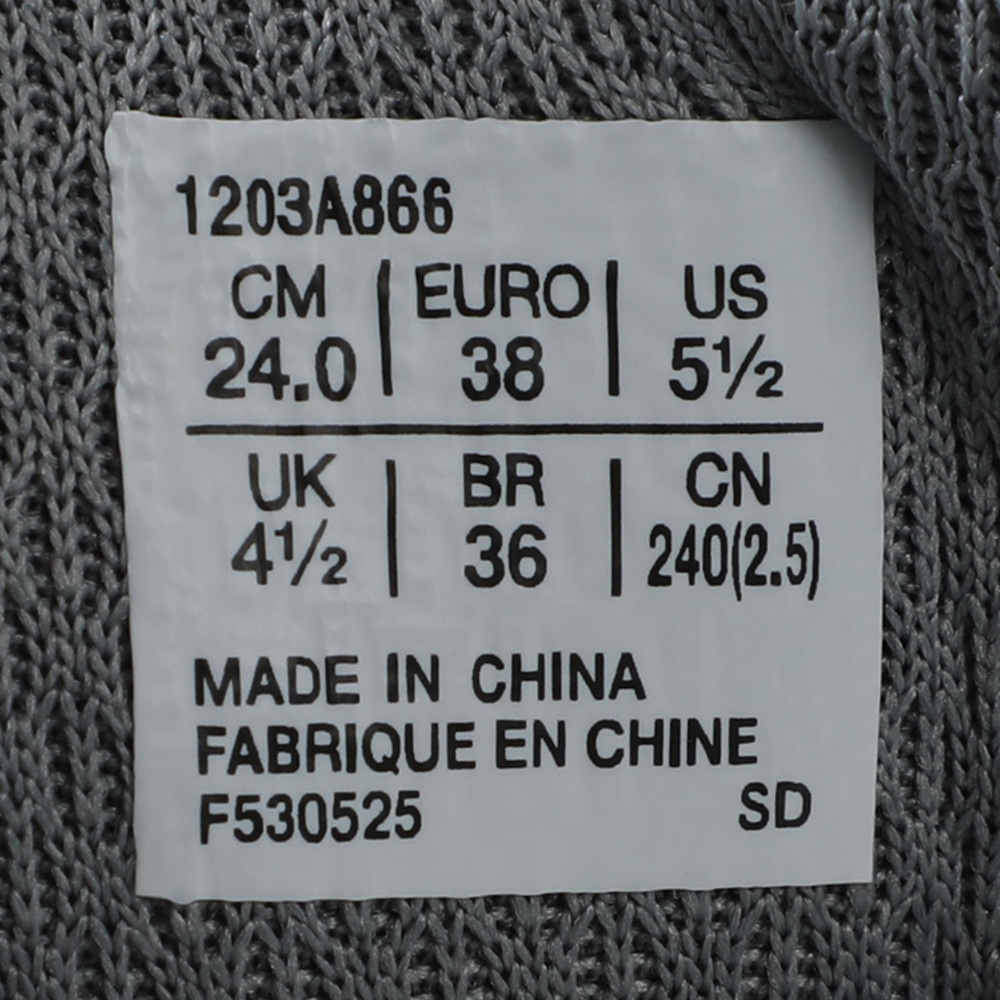 1203A866
CM | EURO | US
24.0 | 38 | 5½
UK | BR | CN
4½ | 36 | 240(2.5)
MADE IN CHINA
FABRIQUE EN CHINE
F530525 SD